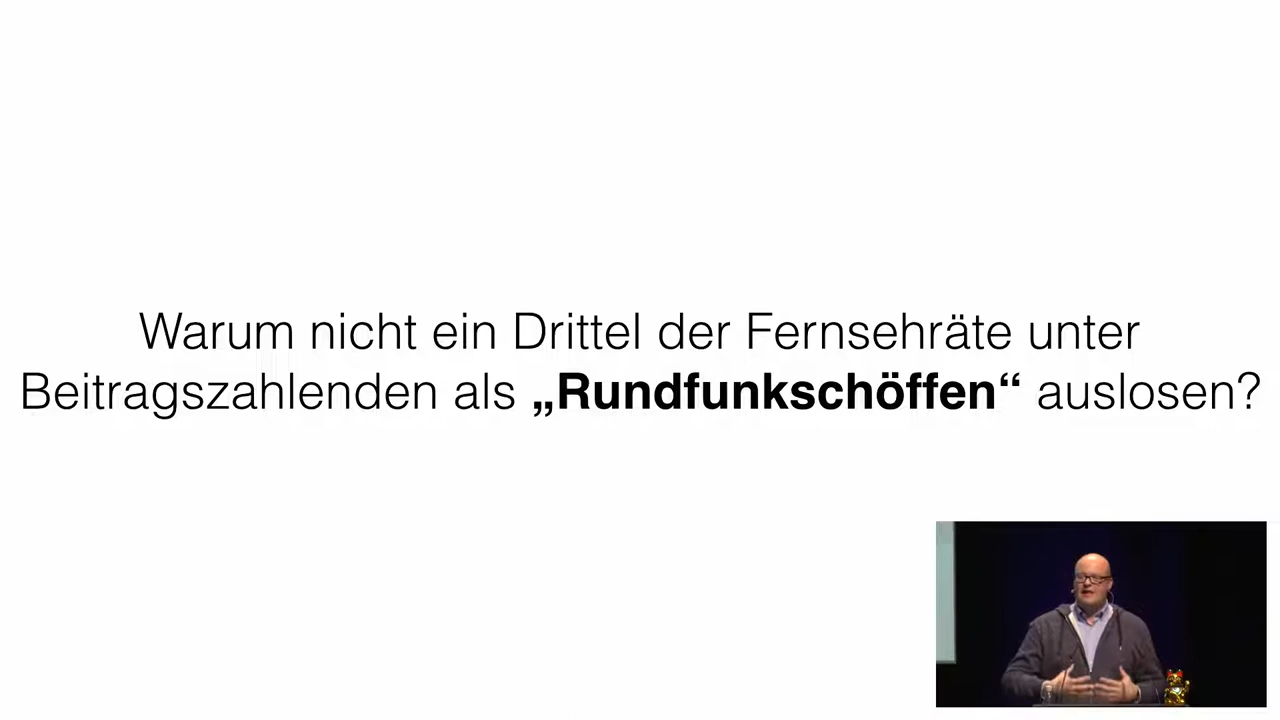 Warum nicht ein Drittel der Fernsehräte unter
Beitragszahlenden als „Rundfunkschöffen“ auslosen?